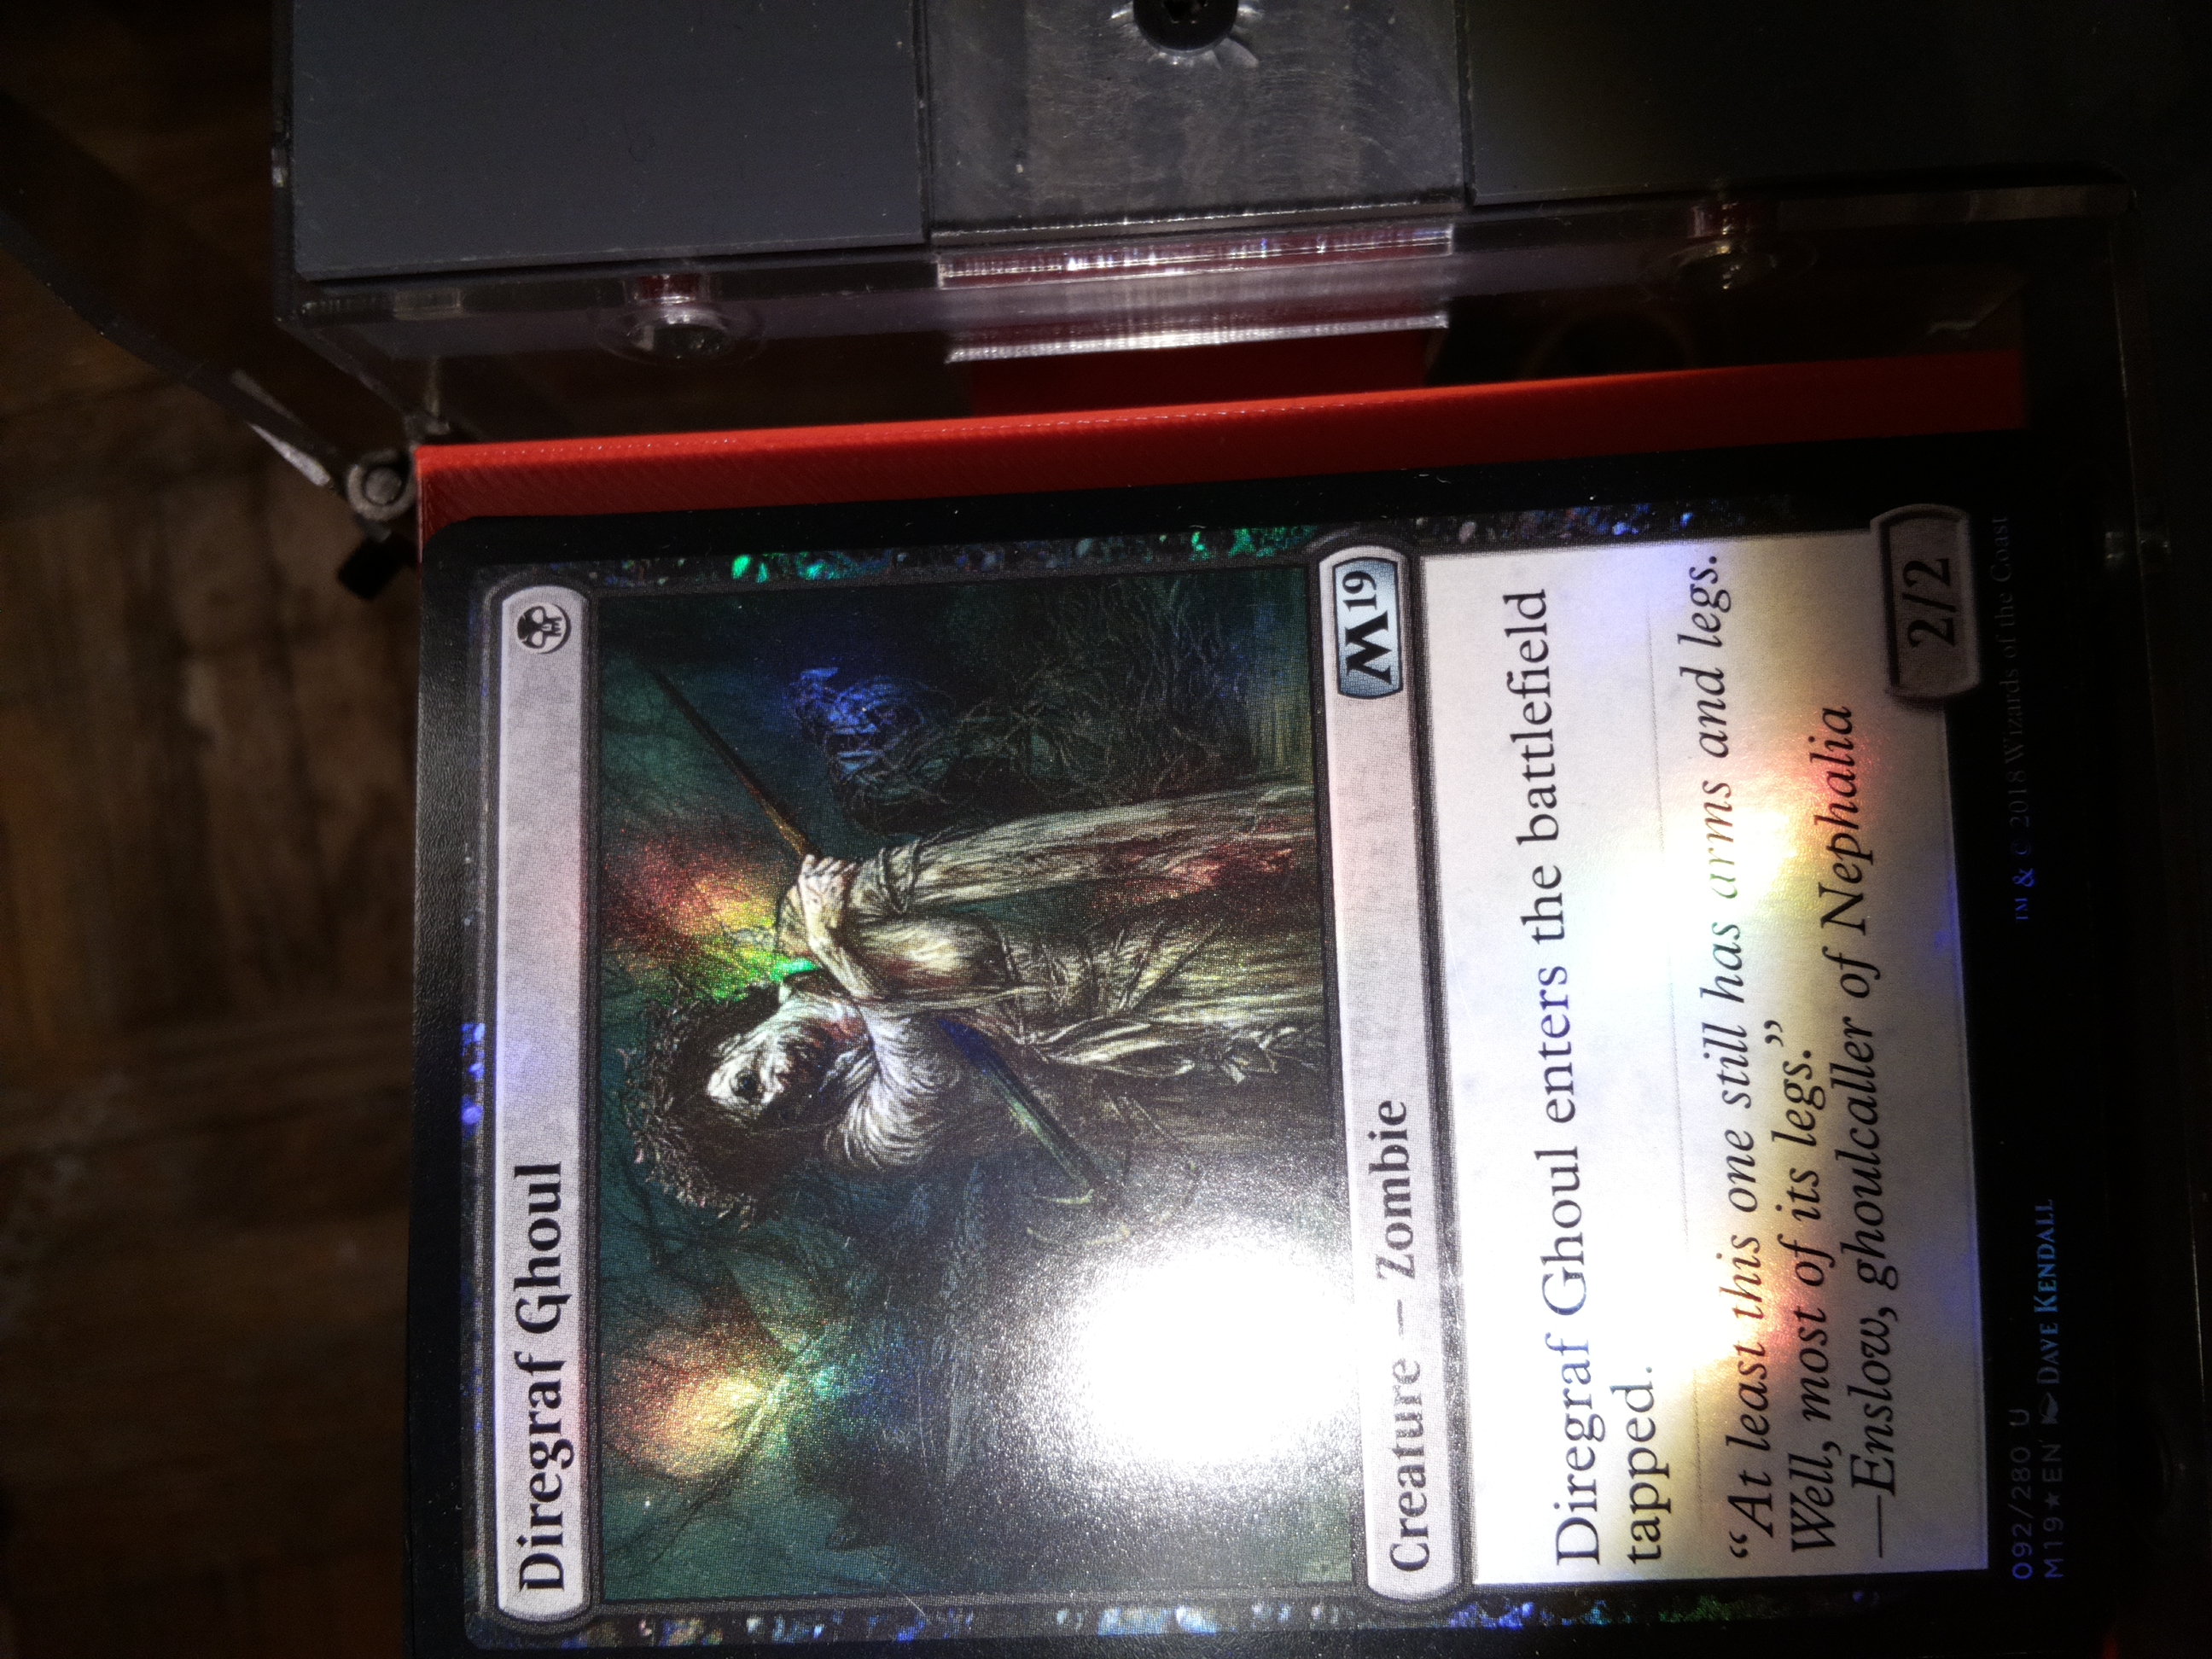 Diregraf Ghoul
Creature — Zombie
M19
Diregraf Ghoul enters the battlefield
tapped.
“At least this one still has arms and legs.
Well, most of its legs.”
—Enslow, ghoulcaller of Nephalia
2/2
092/280 U
M19★EN DAVE KENDALL
™ & © 2018 Wizards of the Coast